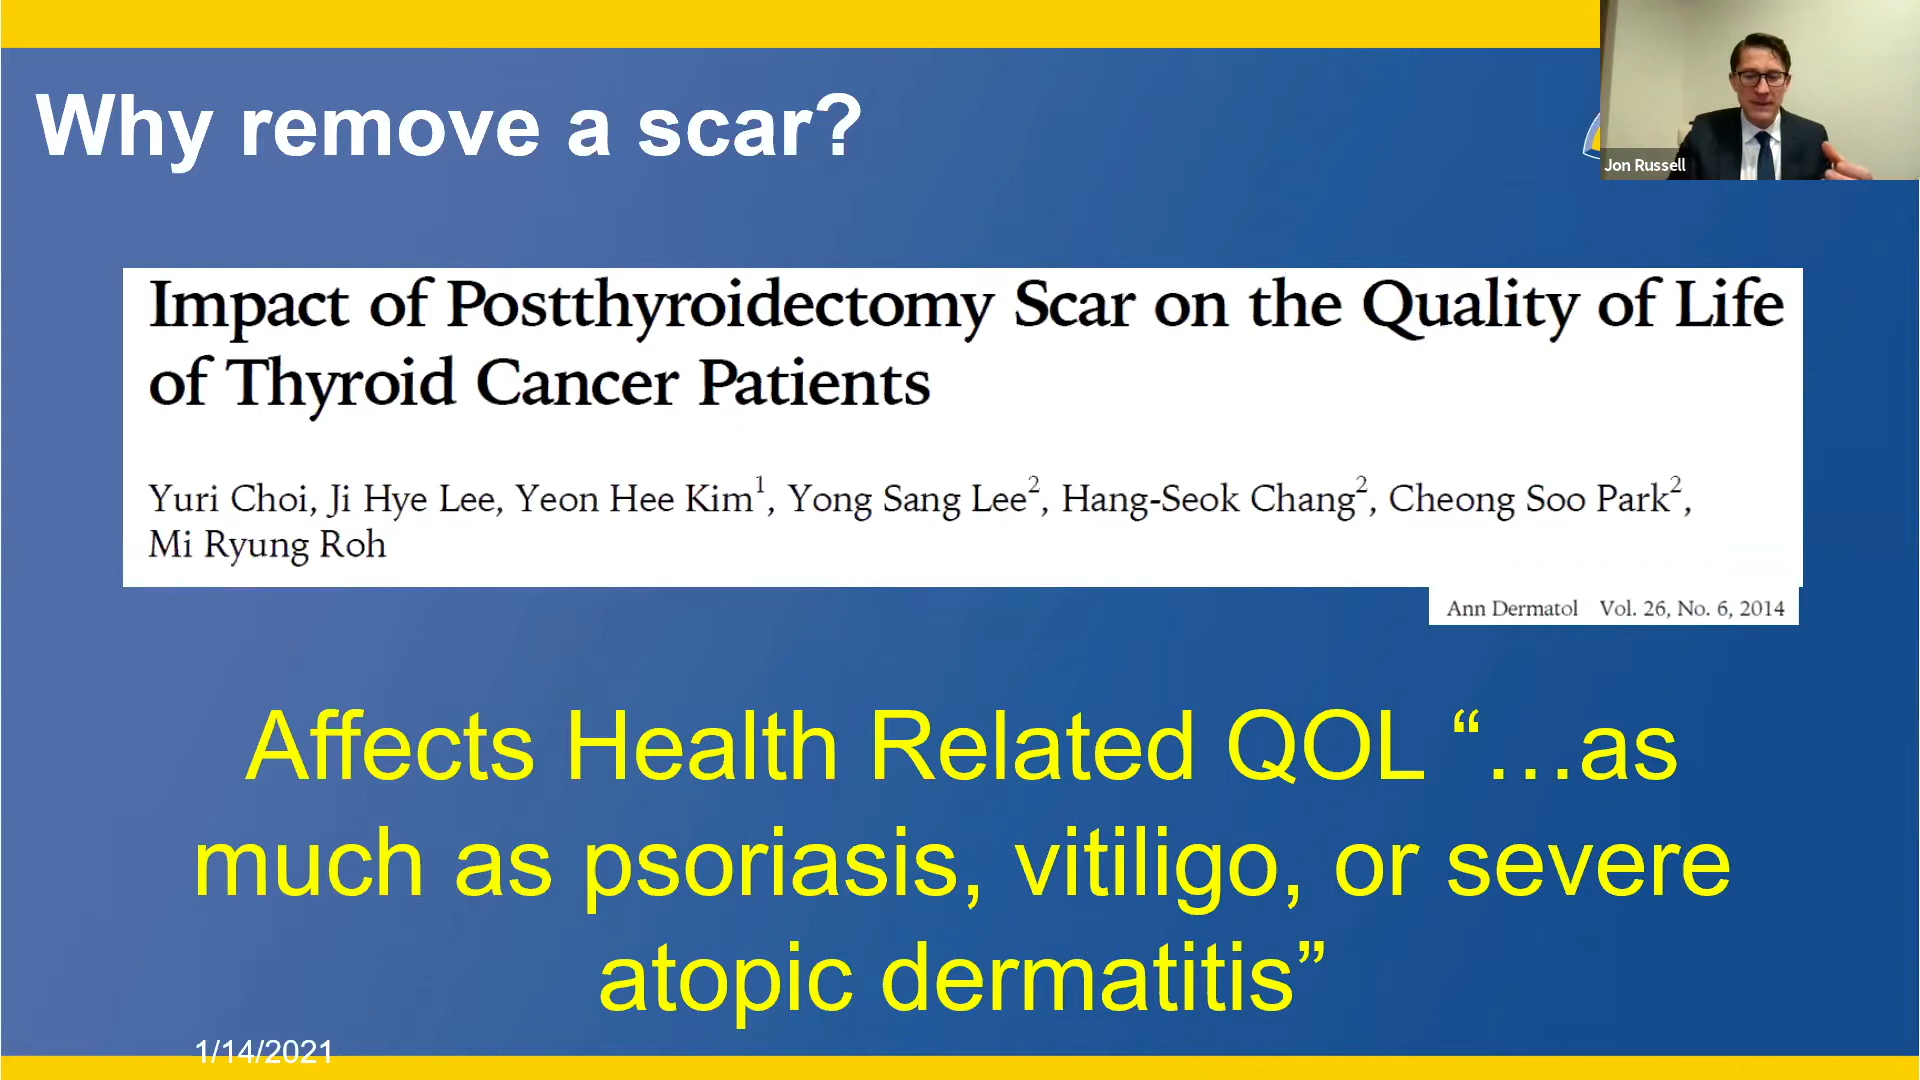 Why remove a scar?
Jon Russell
Impact of Postthyroidectomy Scar on the Quality of Life
of Thyroid Cancer Patients
Yuri Choi, Ji Hye Lee, Yeon Hee Kim¹, Yong Sang Lee², Hang-Seok Chang², Cheong Soo Park²,
Mi Ryung Roh
Ann Dermatol Vol. 26, No. 6, 2014
Affects Health Related QOL “…as
much as psoriasis, vitiligo, or severe
atopic dermatitis”
1/14/2021